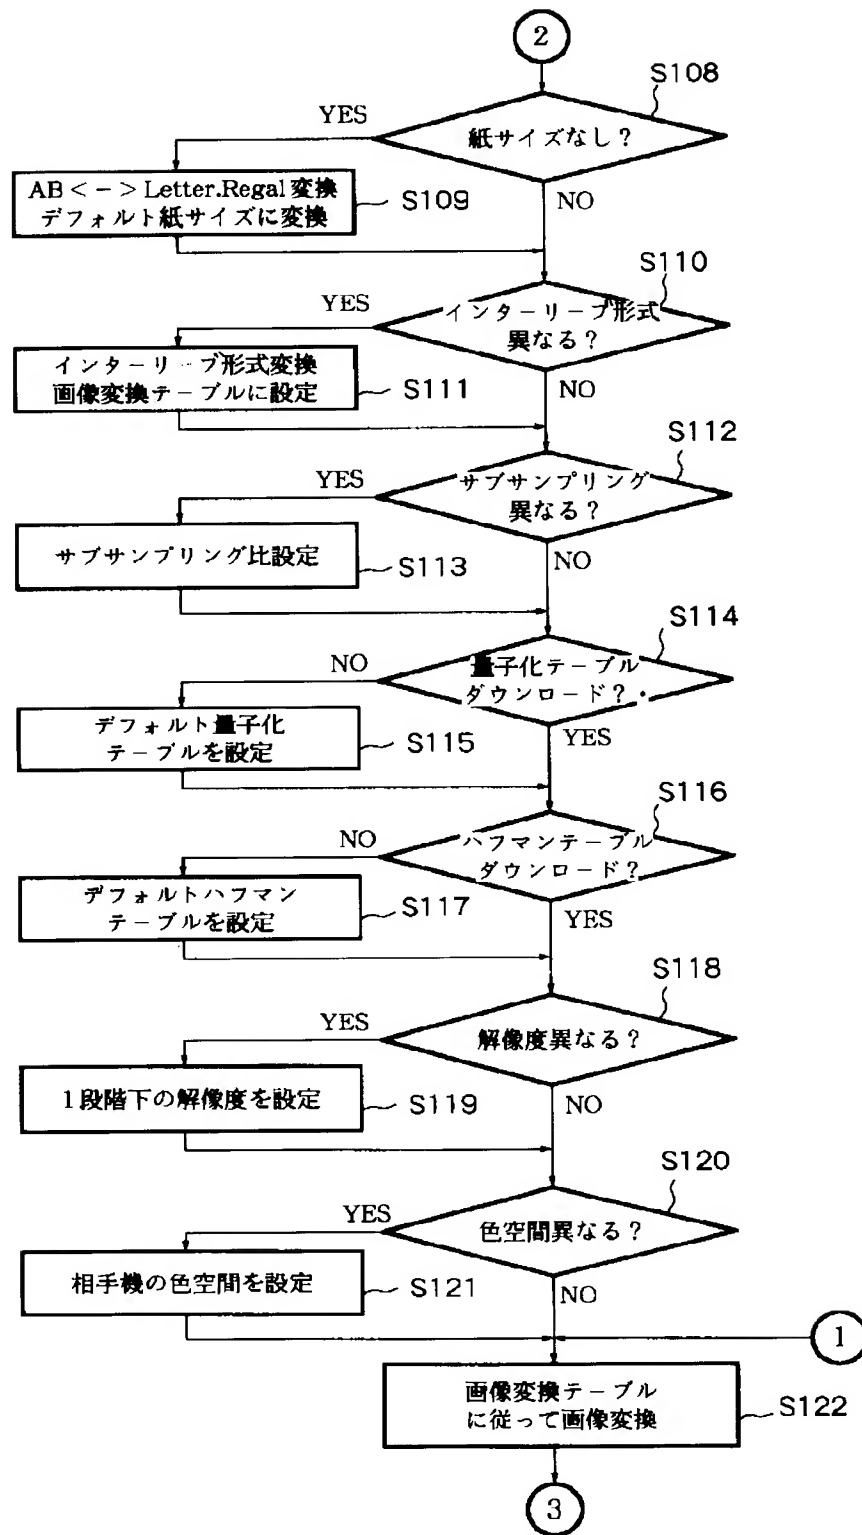 2
S108
YES
紙サイズなし？
AB＜－＞Letter.Regal変換
デフォルト紙サイズに変換
S109
NO
S110
YES
インターリーブ形式
異なる？
インターリーブ形式変換
画像変換テーブルに設定
S111
NO
S112
YES
サブサンプリング
異なる？
サブサンプリング比設定
S113
NO
S114
NO
量子化テーブル
ダウンロード？
デフォルト量子化
テーブルを設定
S115
YES
S116
NO
ハフマンテーブル
ダウンロード？
デフォルトハフマン
テーブルを設定
S117
YES
S118
YES
解像度異なる？
1段階下の解像度を設定
S119
NO
S120
YES
色空間異なる？
相手機の色空間を設定
S121
NO
1
画像変換テーブル
に従って画像変換
S122
3